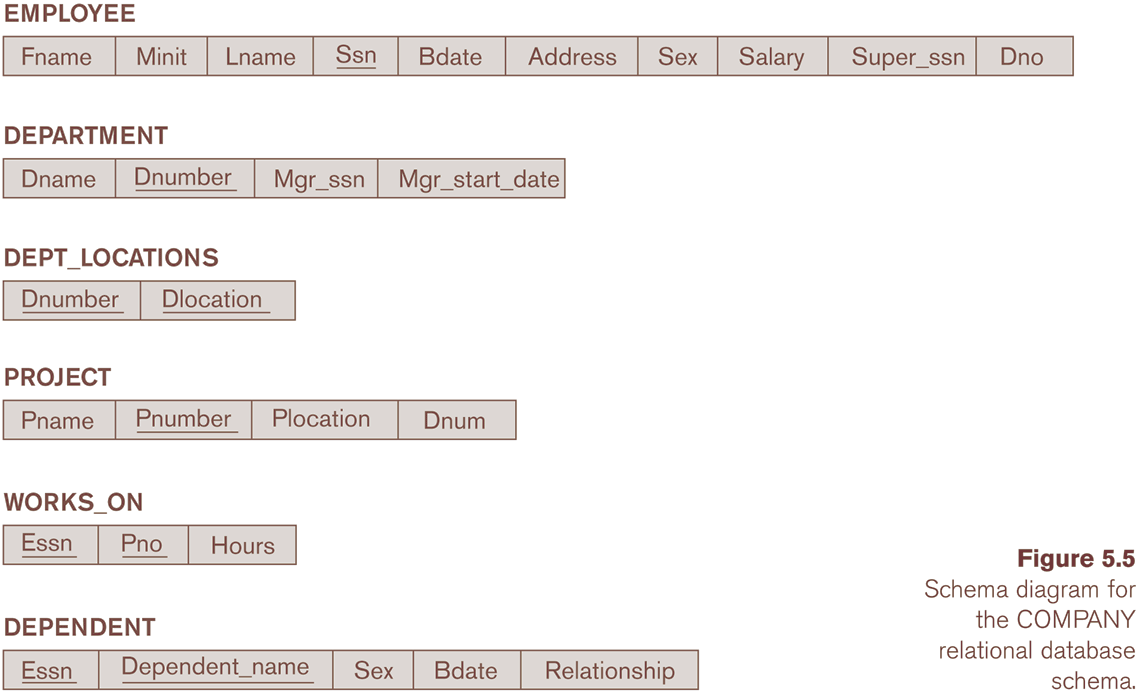 EMPLOYEE
Fname Minit Lname Ssn Bdate Address Sex Salary Super_ssn Dno
DEPARTMENT
Dname Dnumber Mgr_ssn Mgr_start_date
DEPT_LOCATIONS
Dnumber Dlocation
PROJECT
Pname Pnumber Plocation Dnum
WORKS_ON
Essn Pno Hours
DEPENDENT
Essn Dependent_name Sex Bdate Relationship
Figure 5.5
Schema diagram for
the COMPANY
relational database
schema.